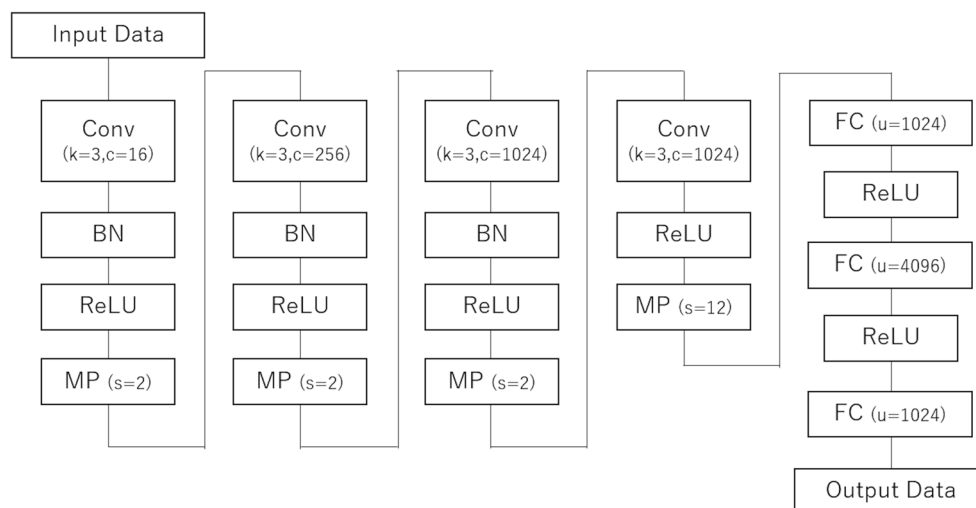 Input Data
Conv
(k=3,c=16)
BN
ReLU
MP (s=2)
Conv
(k=3,c=256)
BN
ReLU
MP (s=2)
Conv
(k=3,c=1024)
BN
ReLU
MP (s=2)
Conv
(k=3,c=1024)
ReLU
MP (s=12)
FC (u=1024)
ReLU
FC (u=4096)
ReLU
FC (u=1024)
Output Data